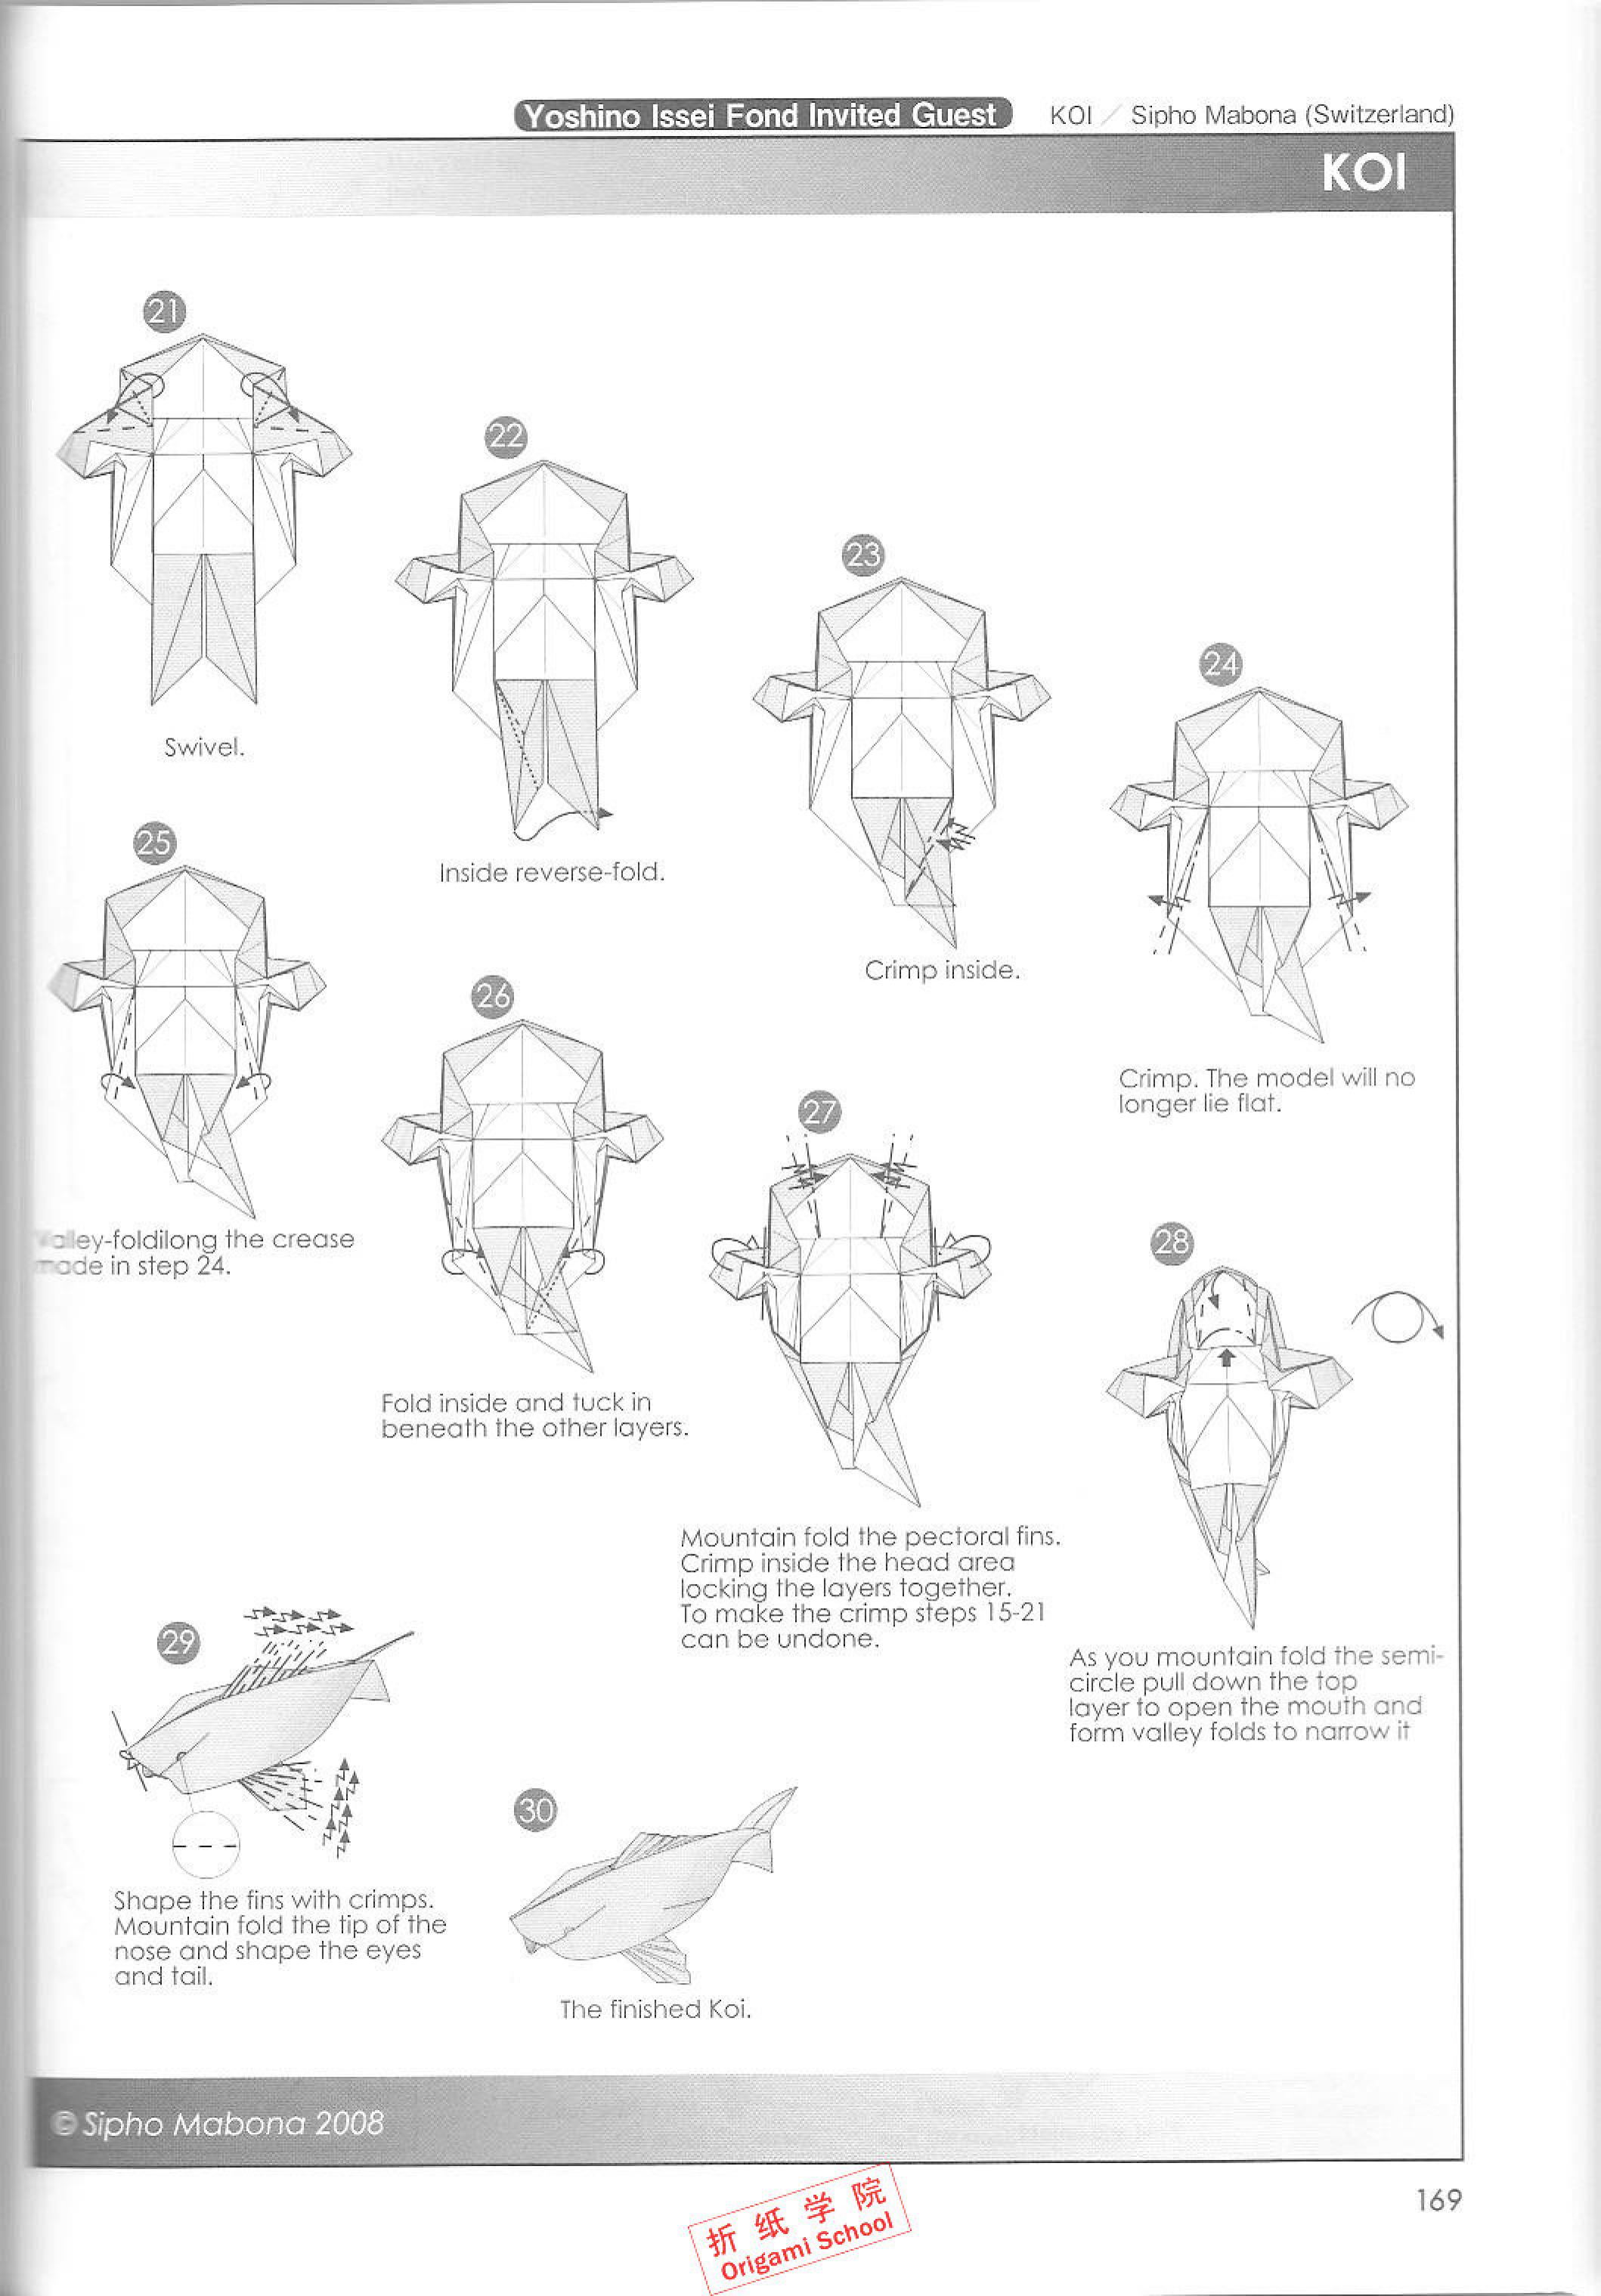 Yoshino Issei Fond Invited Guest KOI / Sipho Mabona (Switzerland)
KOI
21
Swivel.
22
Inside reverse-fold.
23
Crimp inside.
24
Crimp. The model will no
longer lie flat.
25
Valley-foldilong the crease
made in step 24.
26
Fold inside and tuck in
beneath the other layers.
27
Mountain fold the pectoral fins.
Crimp inside the head area
locking the layers together.
To make the crimp steps 15-21
can be undone.
28
As you mountain fold the semi-
circle pull down the top
layer to open the mouth and
form valley folds to narrow it
29
Shape the fins with crimps.
Mountain fold the tip of the
nose and shape the eyes
and tail.
30
The finished Koi.
© Sipho Mabona 2008
169
折纸学院
Origami School